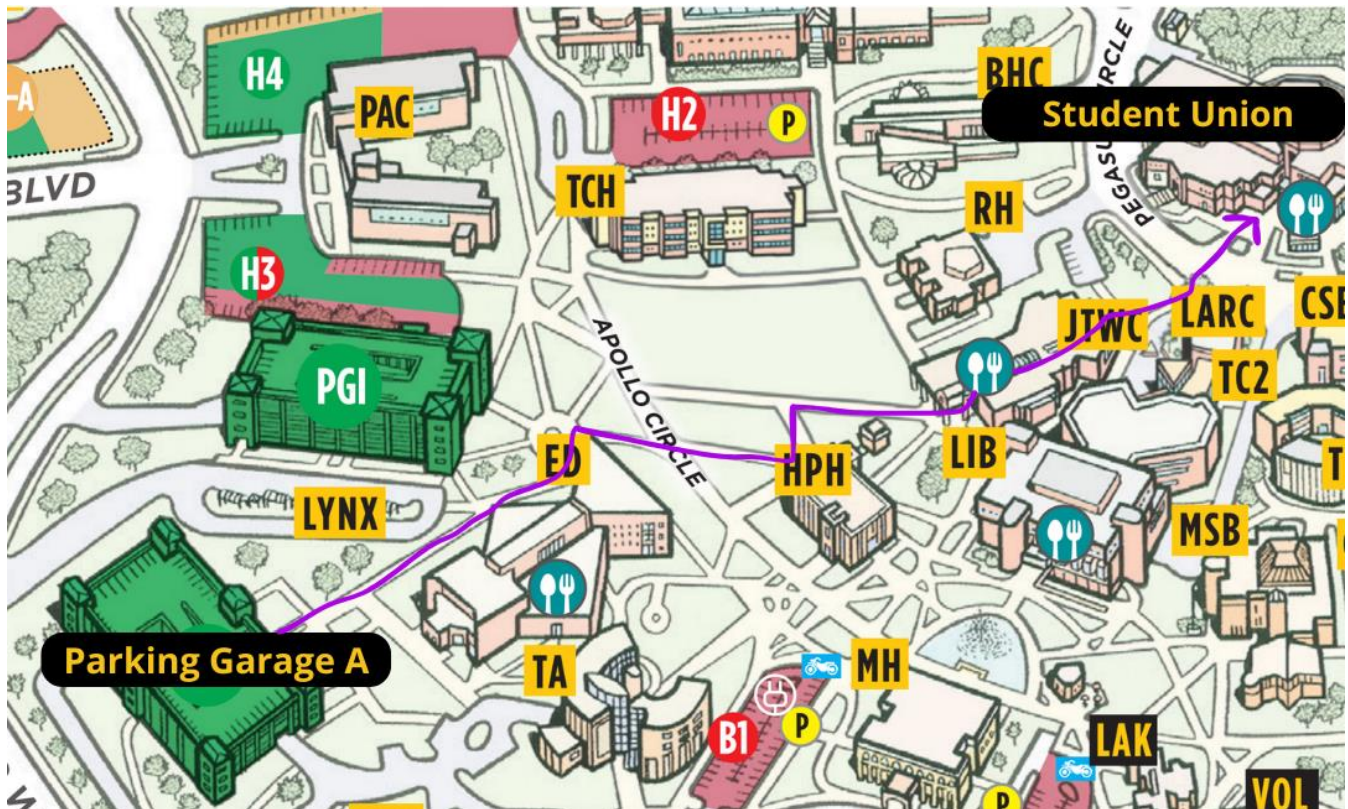 H4
-A
PAC
H2
P
BHC
PEGASUS CIRCLE
Student Union
BLVD
TCH
RH
H3
APOLLO CIRCLE
JTWC
LARC
CSB
PGI
TC2
ED
HPH
LIB
LYNX
MSB
Parking Garage A
TA
MH
B1
P
LAK
P
VOL